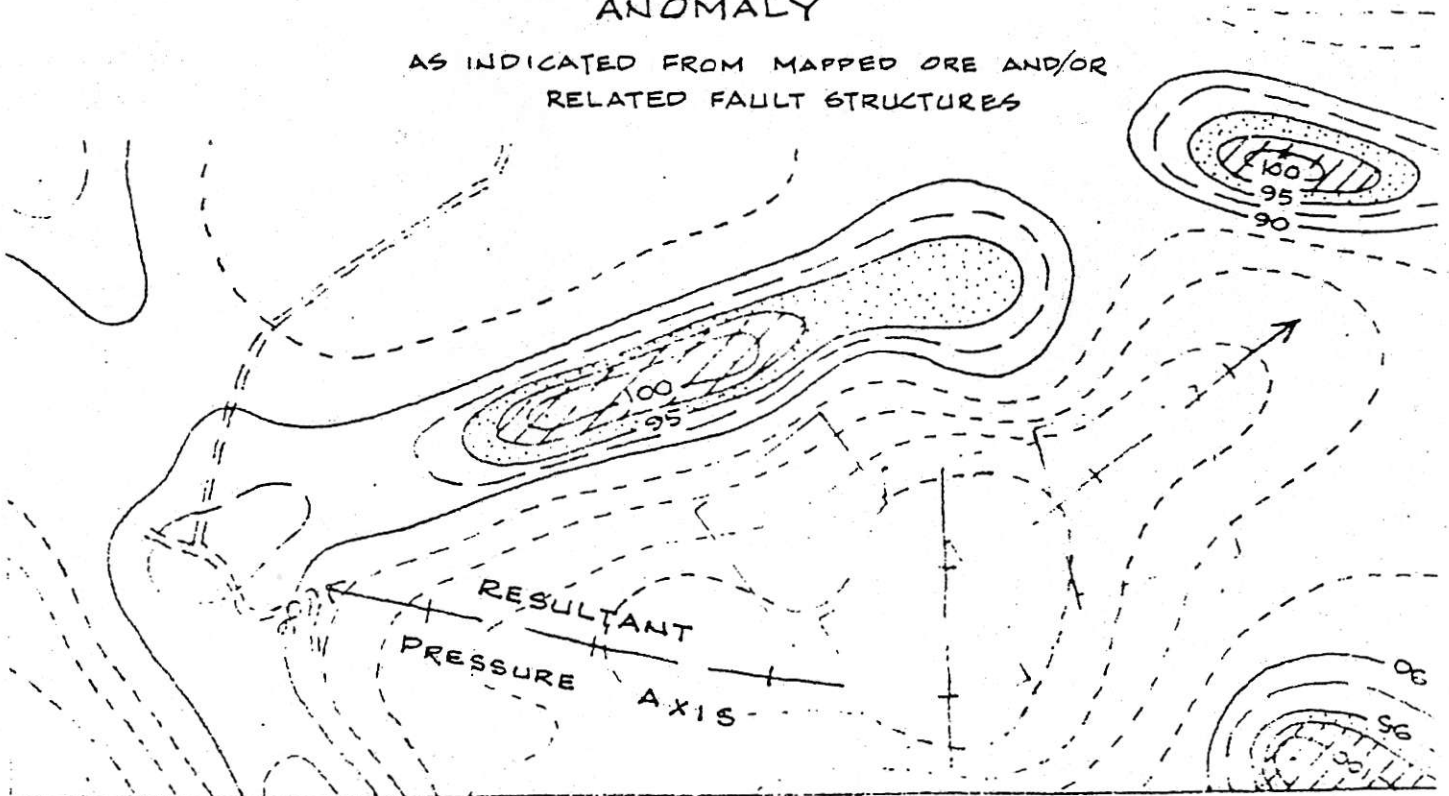 ANOMALY
AS INDICATED FROM MAPPED ORE AND/OR
RELATED FAULT STRUCTURES
100
95
90
100
95
RESULTANT
PRESSURE AXIS
90
95